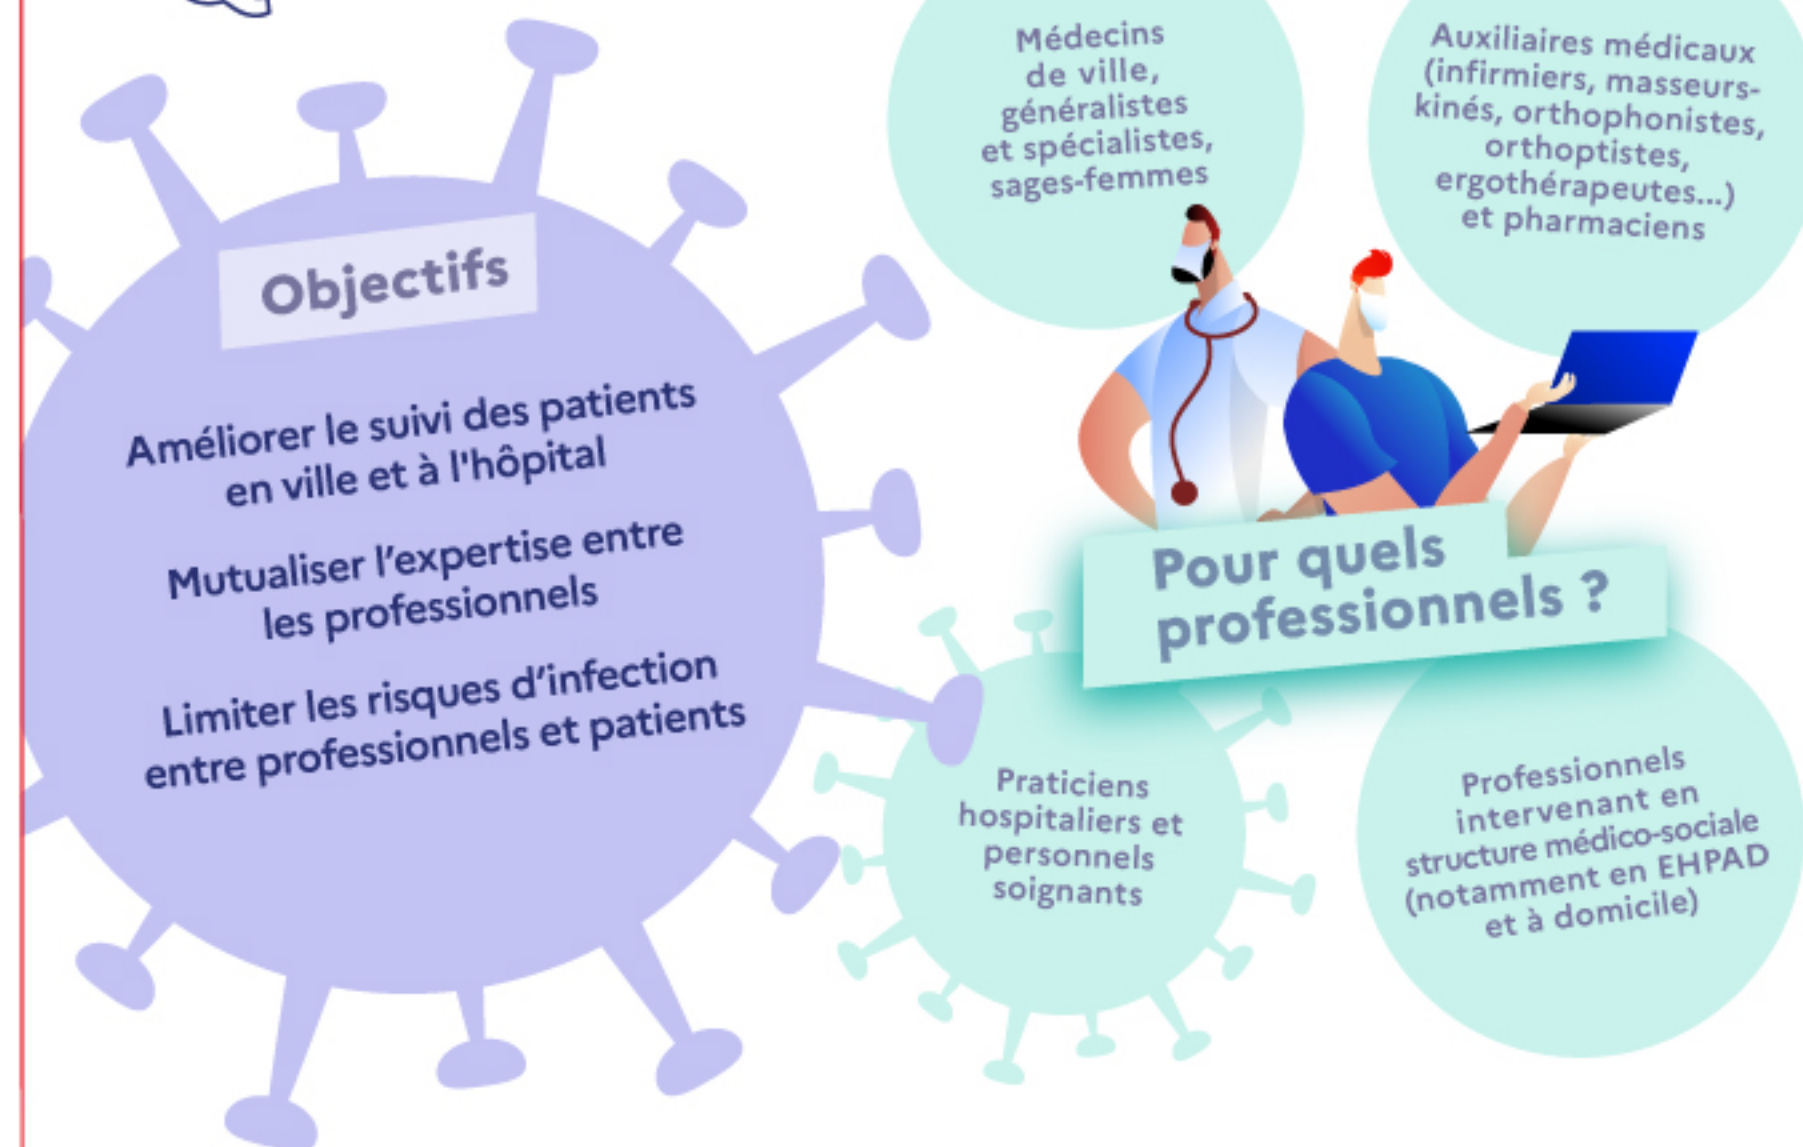 Objectifs
Améliorer le suivi des patients
en ville et à l'hôpital
Mutualiser l’expertise entre
les professionnels
Limiter les risques d’infection
entre professionnels et patients
Médecins
de ville,
généralistes
et spécialistes,
sages-femmes
Auxiliaires médicaux
(infirmiers, masseurs-
kinés, orthophonistes,
orthoptistes,
ergothérapeutes...)
et pharmaciens
Pour quels
professionnels ?
Praticiens
hospitaliers et
personnels
soignants
Professionnels
intervenant en
structure médico-sociale
(notamment en EHPAD
et à domicile)